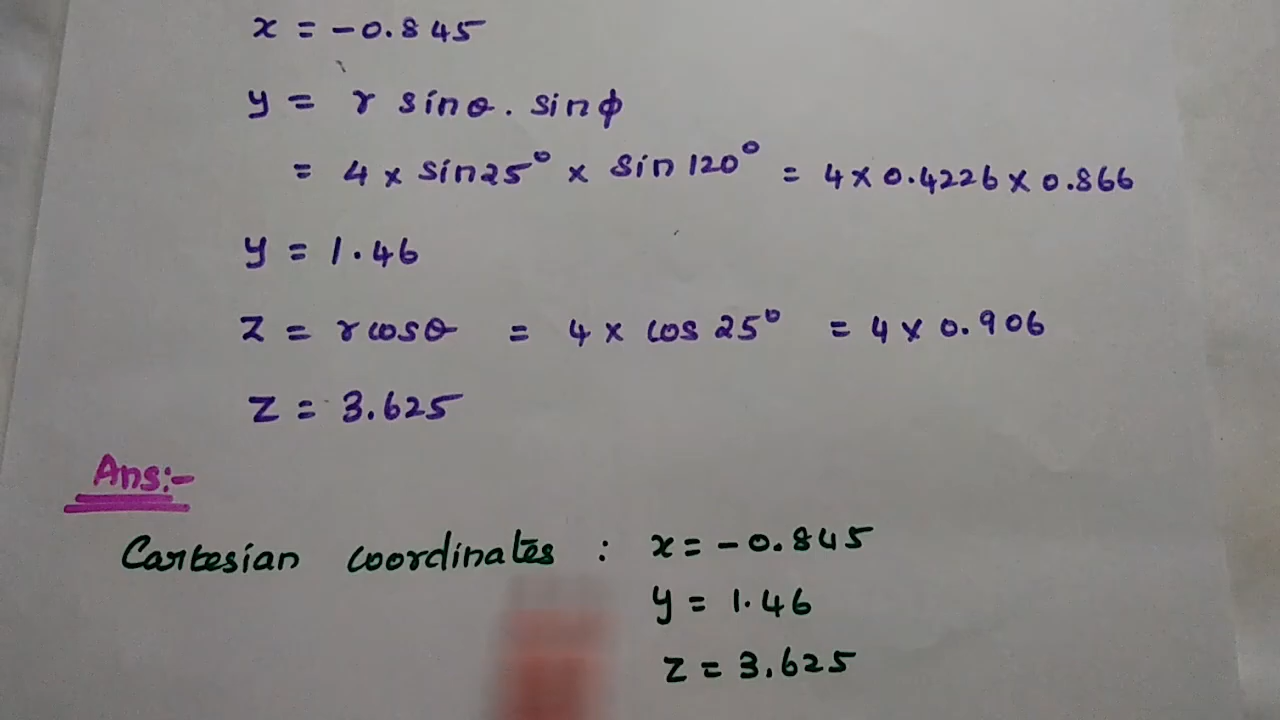 x = -0.845
y = r sinθ. sinϕ
= 4 x sin25° x sin 120° = 4 x 0.4226 x 0.866
y = 1.46
z = r cosθ = 4 x cos 25° = 4 x 0.906
z = 3.625
Ans:-
Cartesian coordinates : x = -0.845
y = 1.46
z = 3.625